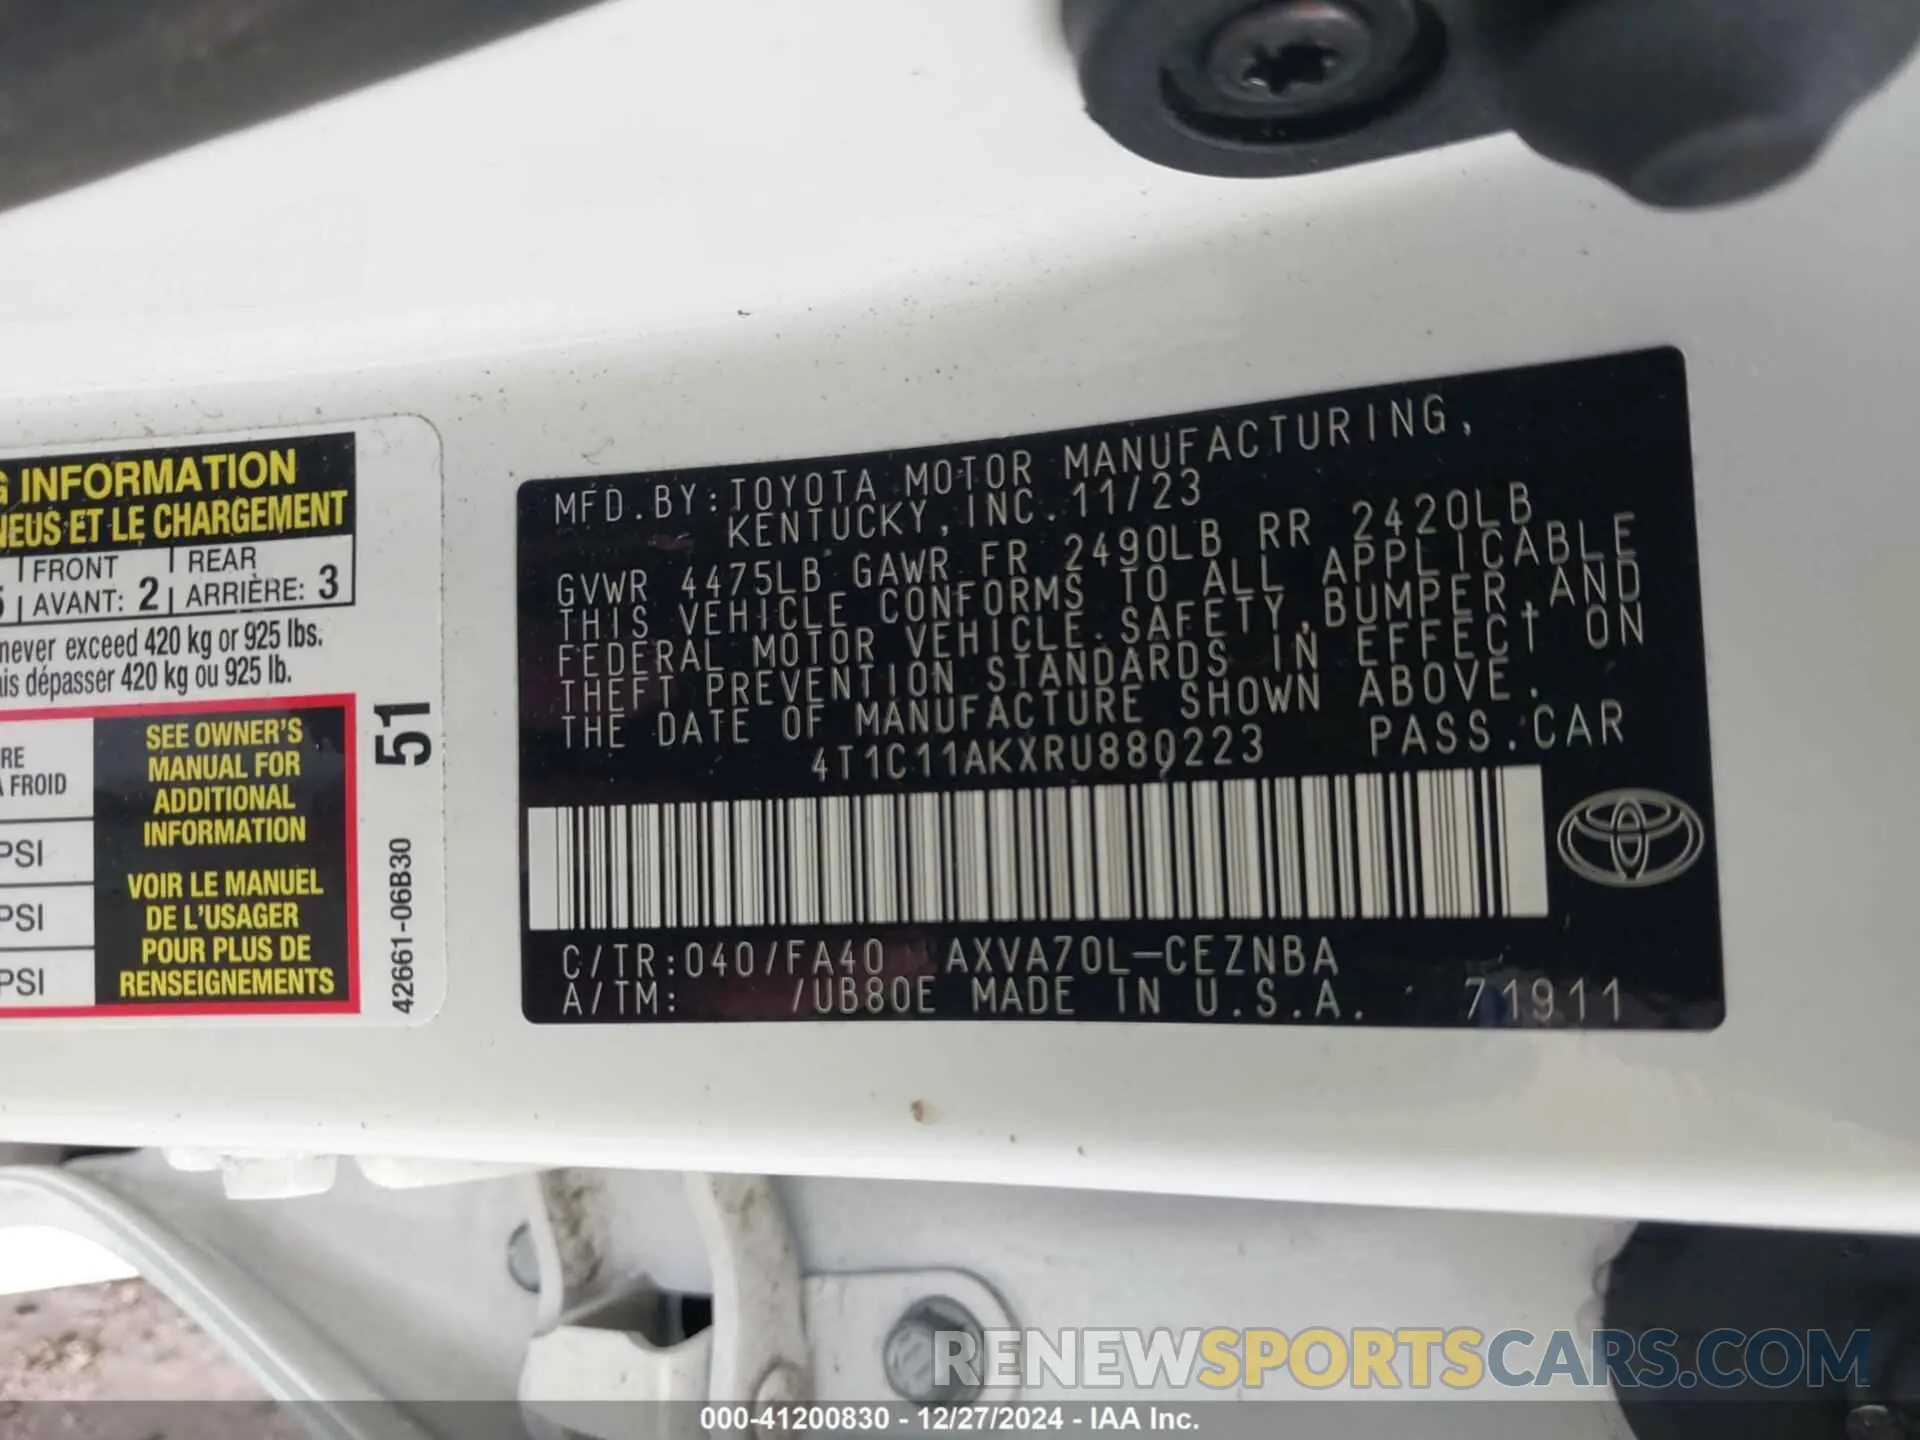 G INFORMATION
NEUS ET LE CHARGEMENT
5 | FRONT AVANT: 2 | REAR ARRIÈRE: 3
never exceed 420 kg or 925 lbs.
ais dépasser 420 kg ou 925 lb.
RE
À FROID
PSI
PSI
PSI
SEE OWNER'S
MANUAL FOR
ADDITIONAL
INFORMATION
VOIR LE MANUEL
DE L'USAGER
POUR PLUS DE
RENSEIGNEMENTS
51
42661-06B30
MFD. BY: TOYOTA MOTOR MANUFACTURING,
KENTUCKY, INC. 11/23
GVWR 4475LB GAWR FR 2490LB RR 2420LB
THIS VEHICLE CONFORMS TO ALL APPLICABLE
FEDERAL MOTOR VEHICLE SAFETY, BUMPER, AND
THEFT PREVENTION STANDARDS IN EFFECT ON
THE DATE OF MANUFACTURE SHOWN ABOVE.
4T1C11AKXRU880223 PASS. CAR
C/TR: 040/FA40 AXVA70L-CEZNBA
A/TM: /UB80E MADE IN U.S.A. 71911
RENEWSPORTSCARS.COM
000-41200830 - 12/27/2024 - IAA Inc.